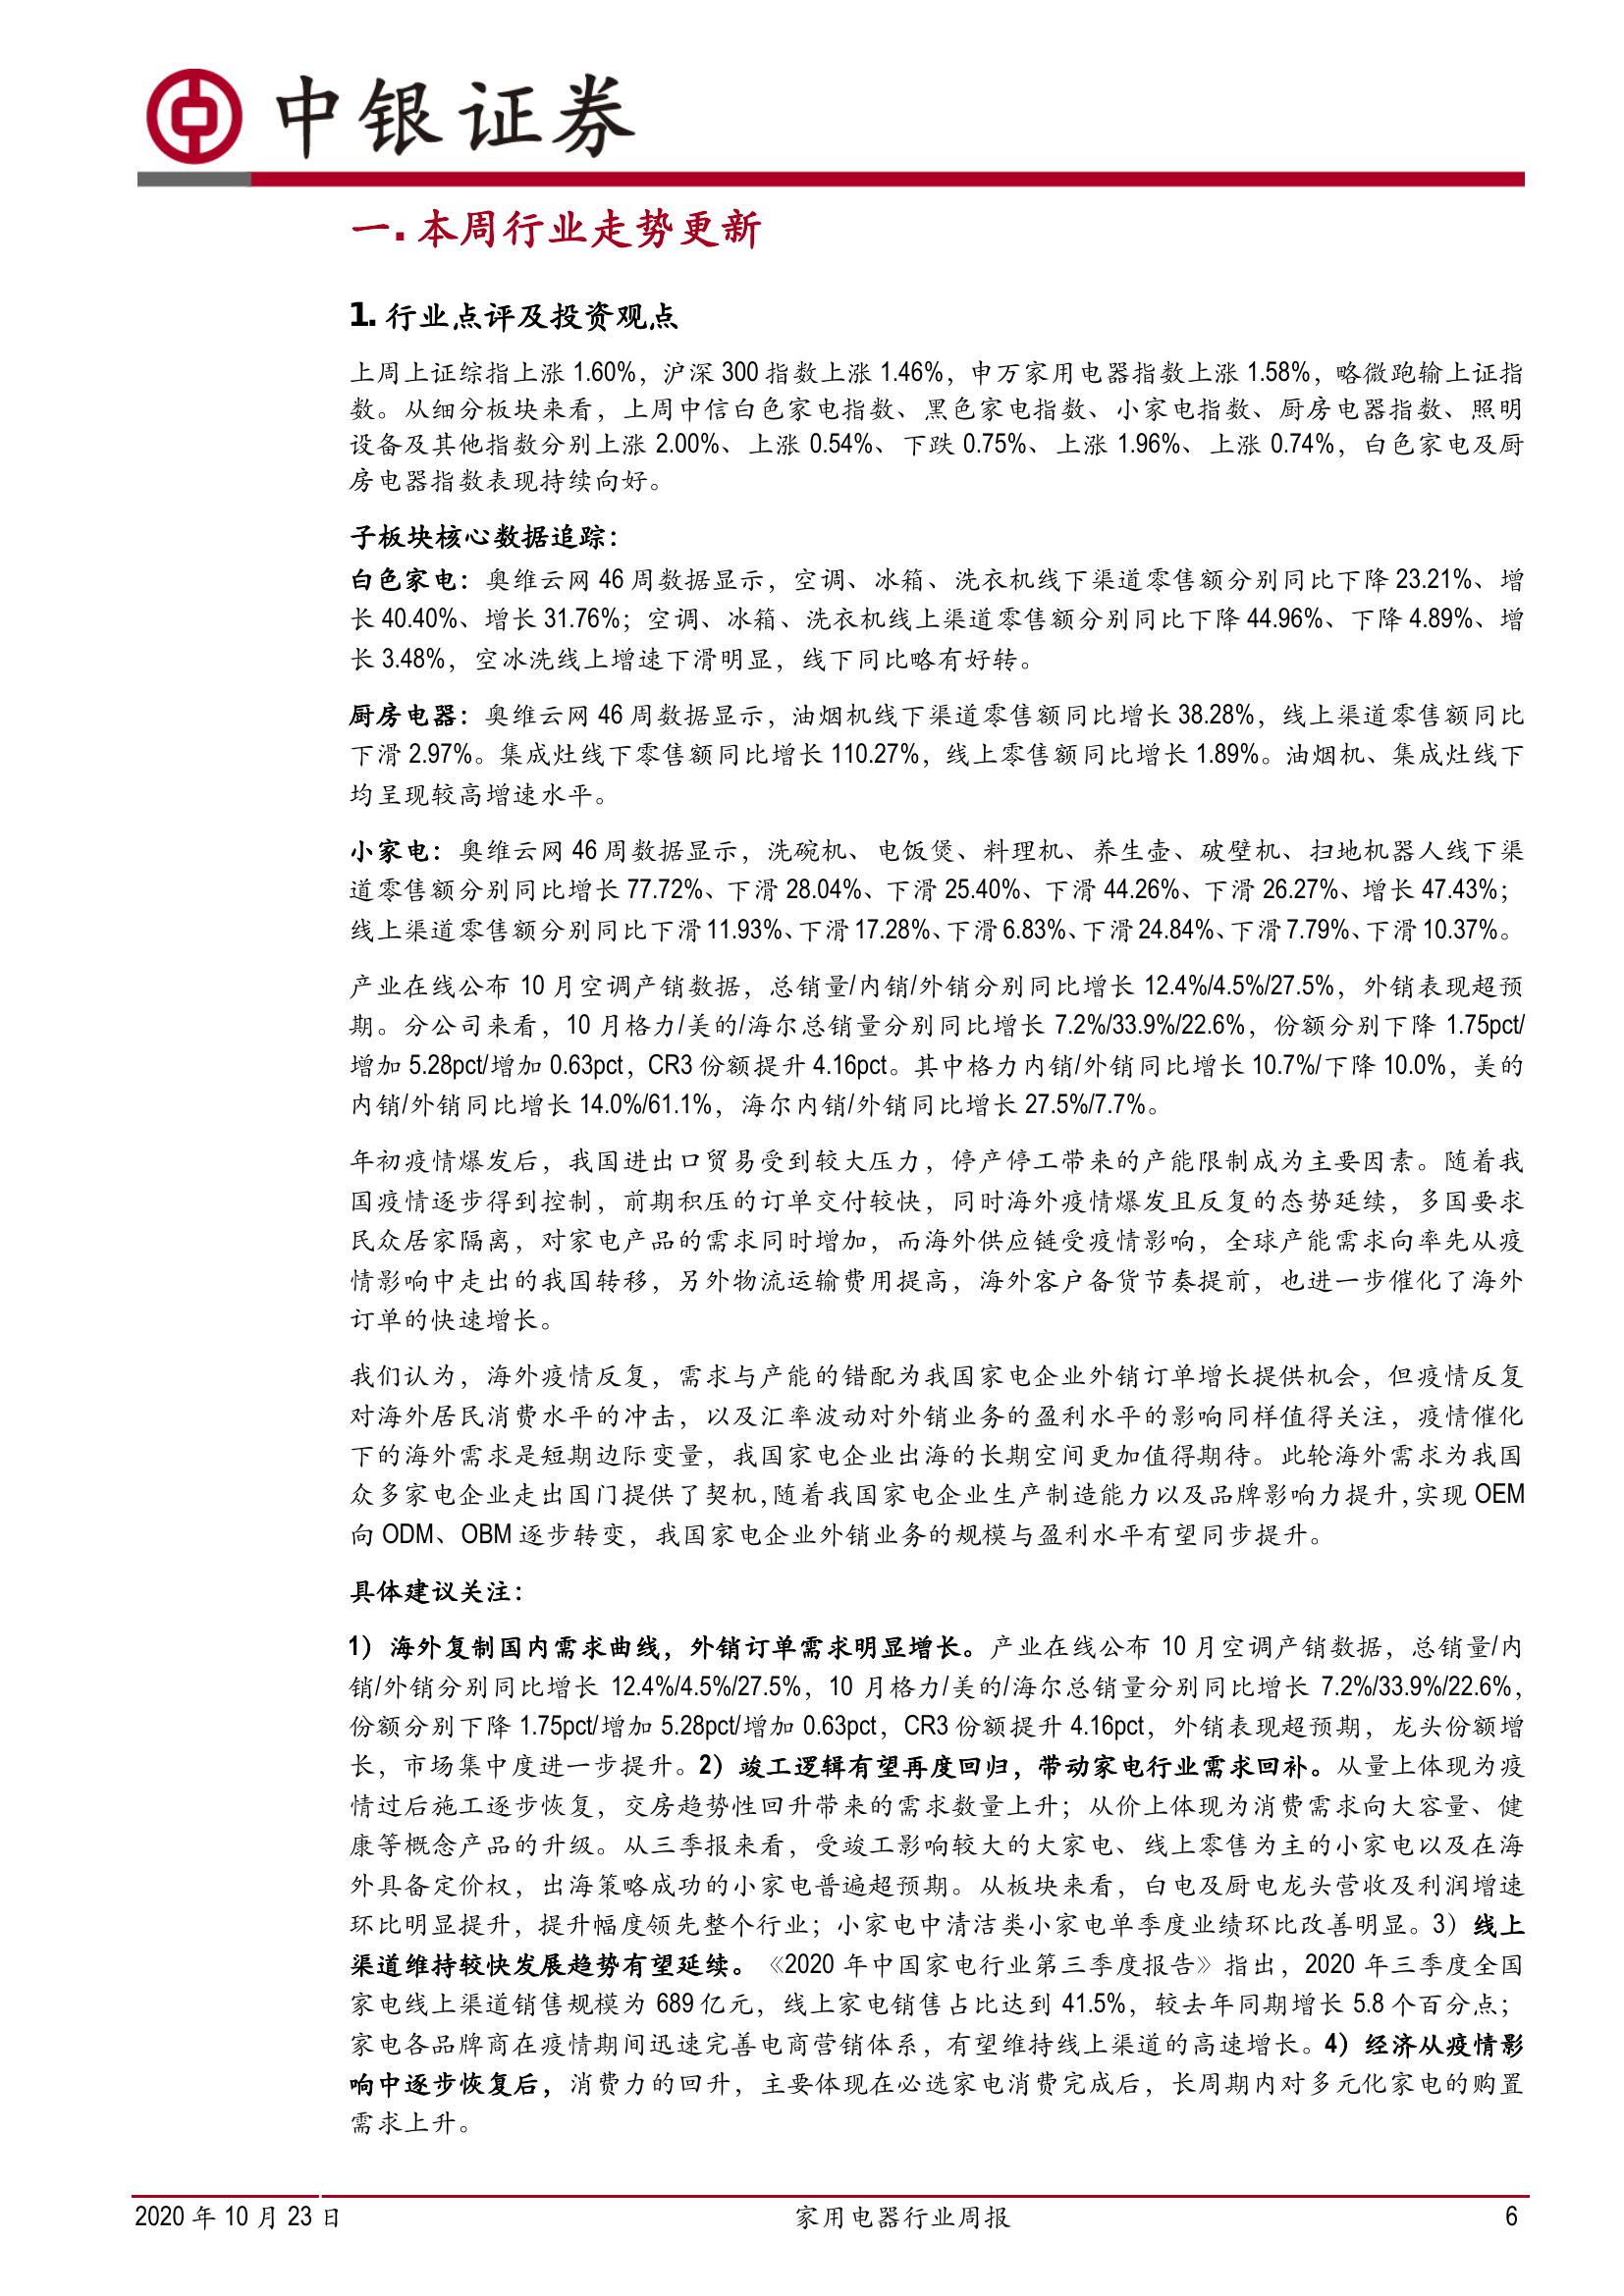 中银证券
一. 本周行业走势更新
1. 行业点评及投资观点
上周上证综指上涨 1.60%，沪深 300 指数上涨 1.46%，申万家用电器指数上涨 1.58%，略微跑输上证指
数。从细分板块来看，上周中信白色家电指数、黑色家电指数、小家电指数、厨房电器指数、照明
设备及其他指数分别上涨 2.00%、上涨 0.54%、下跌 0.75%、上涨 1.96%、上涨 0.74%，白色家电及厨
房电器指数表现持续向好。
子板块核心数据追踪：
白色家电：奥维云网 46 周数据显示，空调、冰箱、洗衣机线下渠道零售额分别同比下降 23.21%、增
长 40.40%、增长 31.76%；空调、冰箱、洗衣机线上渠道零售额分别同比下降 44.96%、下降 4.89%、增
长 3.48%，空冰洗线上增速下滑明显，线下同比略有好转。
厨房电器：奥维云网 46 周数据显示，油烟机线下渠道零售额同比增长 38.28%，线上渠道零售额同比
下滑 2.97%。集成灶线下零售额同比增长 110.27%，线上零售额同比增长 1.89%。油烟机、集成灶线下
均呈现较高增速水平。
小家电：奥维云网 46 周数据显示，洗碗机、电饭煲、料理机、养生壶、破壁机、扫地机器人线下渠
道零售额分别同比增长 77.72%、下滑 28.04%、下滑 25.40%、下滑 44.26%、下滑 26.27%、增长 47.43%；
线上渠道零售额分别同比下滑 11.93%、下滑 17.28%、下滑 6.83%、下滑 24.84%、下滑 7.79%、下滑 10.37%。
产业在线公布 10 月空调产销数据，总销量/内销/外销分别同比增长 12.4%/4.5%/27.5%，外销表现超预
期。分公司来看，10 月格力/美的/海尔总销量分别同比增长 7.2%/33.9%/22.6%，份额分别下降 1.75pct/
增加 5.28pct/增加 0.63pct，CR3 份额提升 4.16pct。其中格力内销/外销同比增长 10.7%/下降 10.0%，美的
内销/外销同比增长 14.0%/61.1%，海尔内销/外销同比增长 27.5%/7.7%。
年初疫情爆发后，我国进出口贸易受到较大压力，停产停工带来的产能限制成为主要因素。随着我
国疫情逐步得到控制，前期积压的订单交付较快，同时海外疫情爆发且反复的态势延续，多国要求
民众居家隔离，对家电产品的需求同时增加，而海外供应链受疫情影响，全球产能需求向率先从疫
情影响中走出的我国转移，另外物流运输费用提高，海外客户备货节奏提前，也进一步催化了海外
订单的快速增长。
我们认为，海外疫情反复，需求与产能的错配为我国家电企业外销订单增长提供机会，但疫情反复
对海外居民消费水平的冲击，以及汇率波动对外销业务的盈利水平的影响同样值得关注，疫情催化
下的海外需求是短期边际变量，我国家电企业出海的长期空间更加值得期待。此轮海外需求为我国
众多家电企业走出国门提供了契机，随着我国家电企业生产制造能力以及品牌影响力提升，实现 OEM
向 ODM、OBM 逐步转变，我国家电企业外销业务的规模与盈利水平有望同步提升。
具体建议关注：
1）海外复制国内需求曲线，外销订单需求明显增长。产业在线公布 10 月空调产销数据，总销量/内
销/外销分别同比增长 12.4%/4.5%/27.5%，10 月格力/美的/海尔总销量分别同比增长 7.2%/33.9%/22.6%，
份额分别下降 1.75pct/增加 5.28pct/增加 0.63pct，CR3 份额提升 4.16pct，外销表现超预期，龙头份额增
长，市场集中度进一步提升。2）竣工逻辑有望再度回归，带动家电行业需求回补。从量上体现为疫
情过后施工逐步恢复，交房趋势性回升带来的需求数量上升；从价上体现为消费需求向大容量、健
康等概念产品的升级。从三季报来看，受竣工影响较大的大家电、线上零售为主的小家电以及在海
外具备定价权，出海策略成功的小家电普遍超预期。从板块来看，白电及厨电龙头营收及利润增速
环比明显提升，提升幅度领先整个行业；小家电中清洁类小家电单季度业绩环比改善明显。3）线上
渠道维持较快发展趋势有望延续。《2020 年中国家电行业第三季度报告》指出，2020 年三季度全国
家电线上渠道销售规模为 689 亿元，线上家电销售占比达到 41.5%，较去年同期增长 5.8 个百分点；
家电各品牌商在疫情期间迅速完善电商营销体系，有望维持线上渠道的高速增长。4）经济从疫情影
响中逐步恢复后，消费力的回升，主要体现在必选家电消费完成后，长周期内对多元化家电的购置
需求上升。
2020 年 10 月 23 日 家用电器行业周报 6